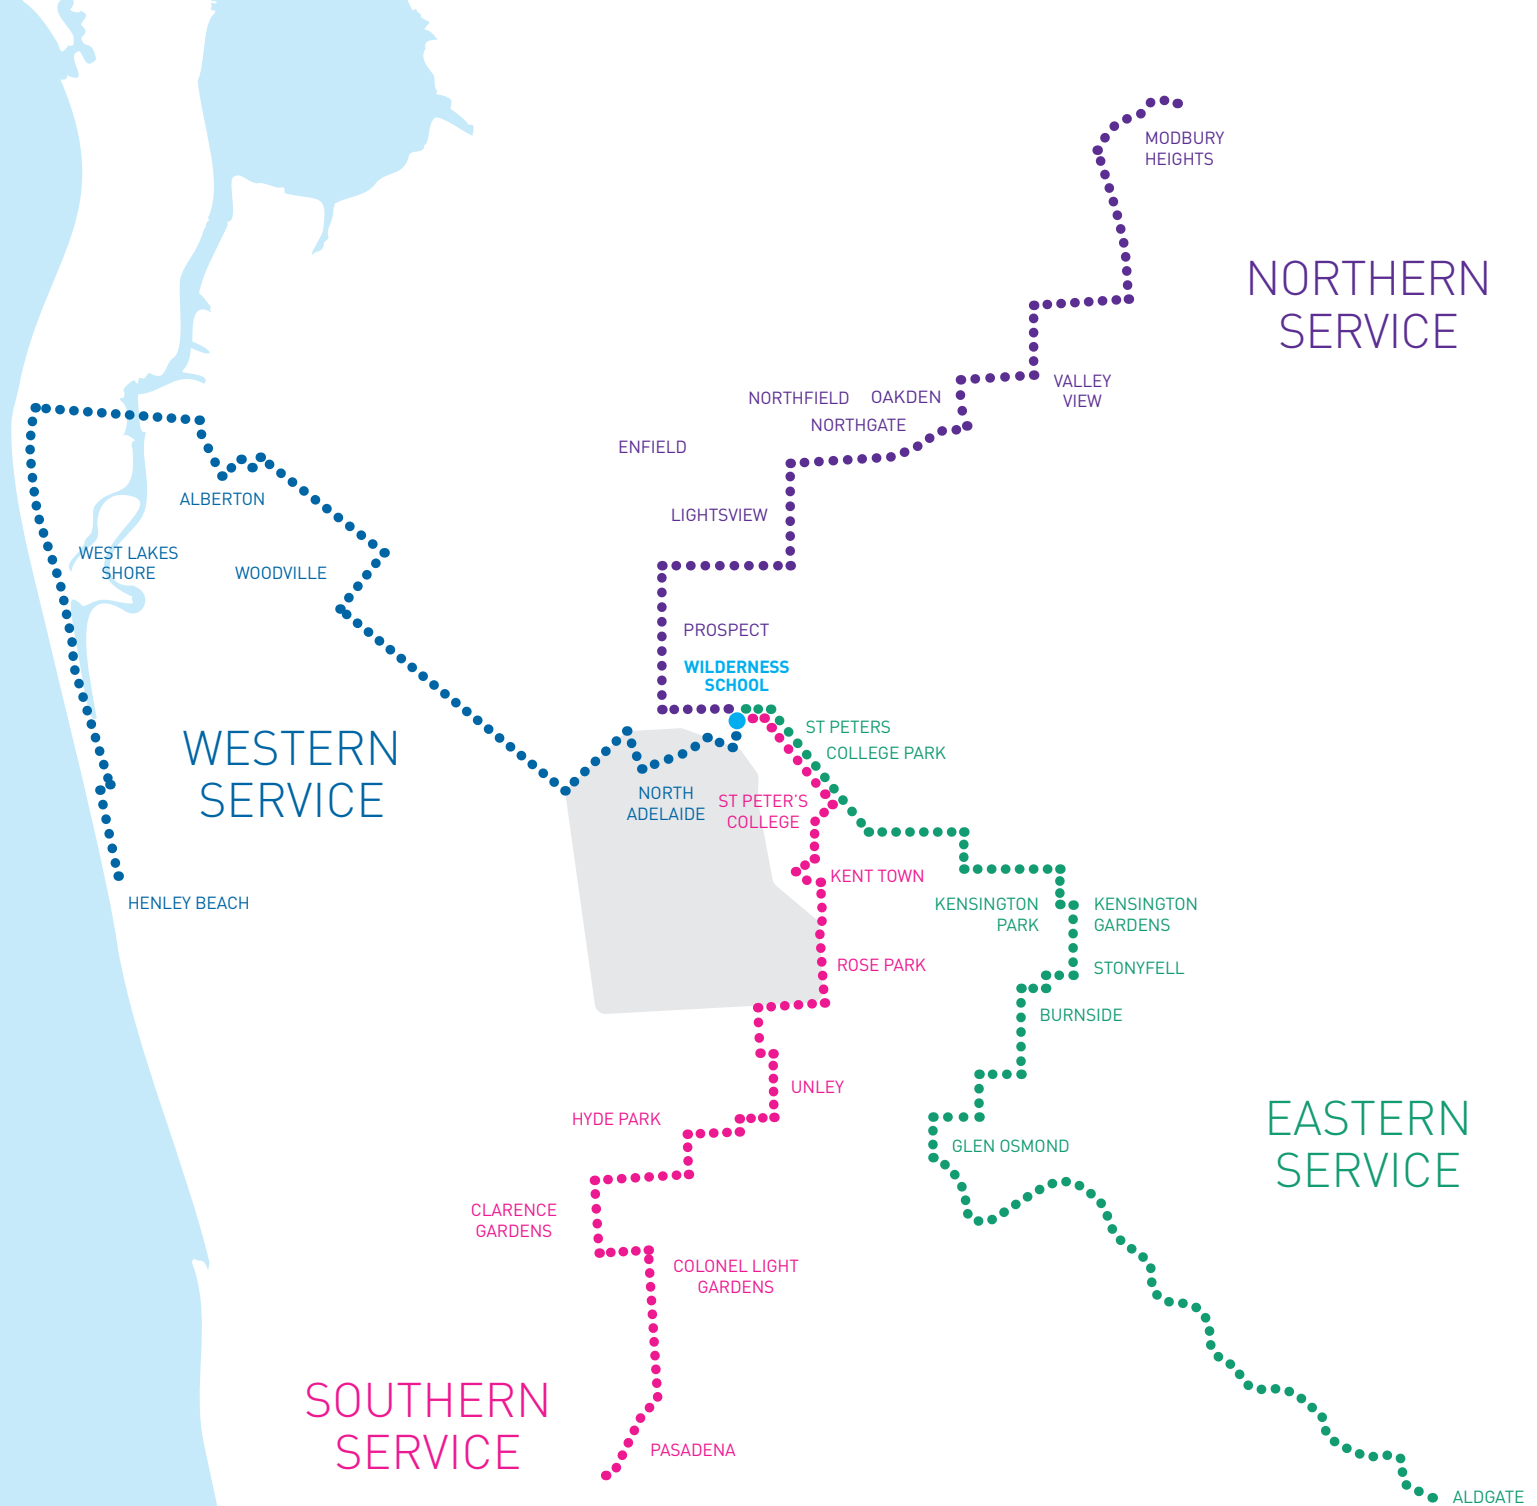 MODBURY
HEIGHTS
NORTHERN
SERVICE
VALLEY
VIEW
NORTHFIELD
OAKDEN
NORTHGATE
ENFIELD
LIGHTSVIEW
PROSPECT
WILDERNESS
SCHOOL
ALBERTON
WEST LAKES
SHORE
WOODVILLE
WESTERN
SERVICE
NORTH
ADELAIDE
HENLEY BEACH
ST PETERS
COLLEGE PARK
ST PETER'S
COLLEGE
KENT TOWN
KENSINGTON
PARK
KENSINGTON
GARDENS
ROSE PARK
STONYFELL
BURNSIDE
UNLEY
HYDE PARK
GLEN OSMOND
EASTERN
SERVICE
CLARENCE
GARDENS
COLONEL LIGHT
GARDENS
SOUTHERN
SERVICE
PASADENA
ALDGATE